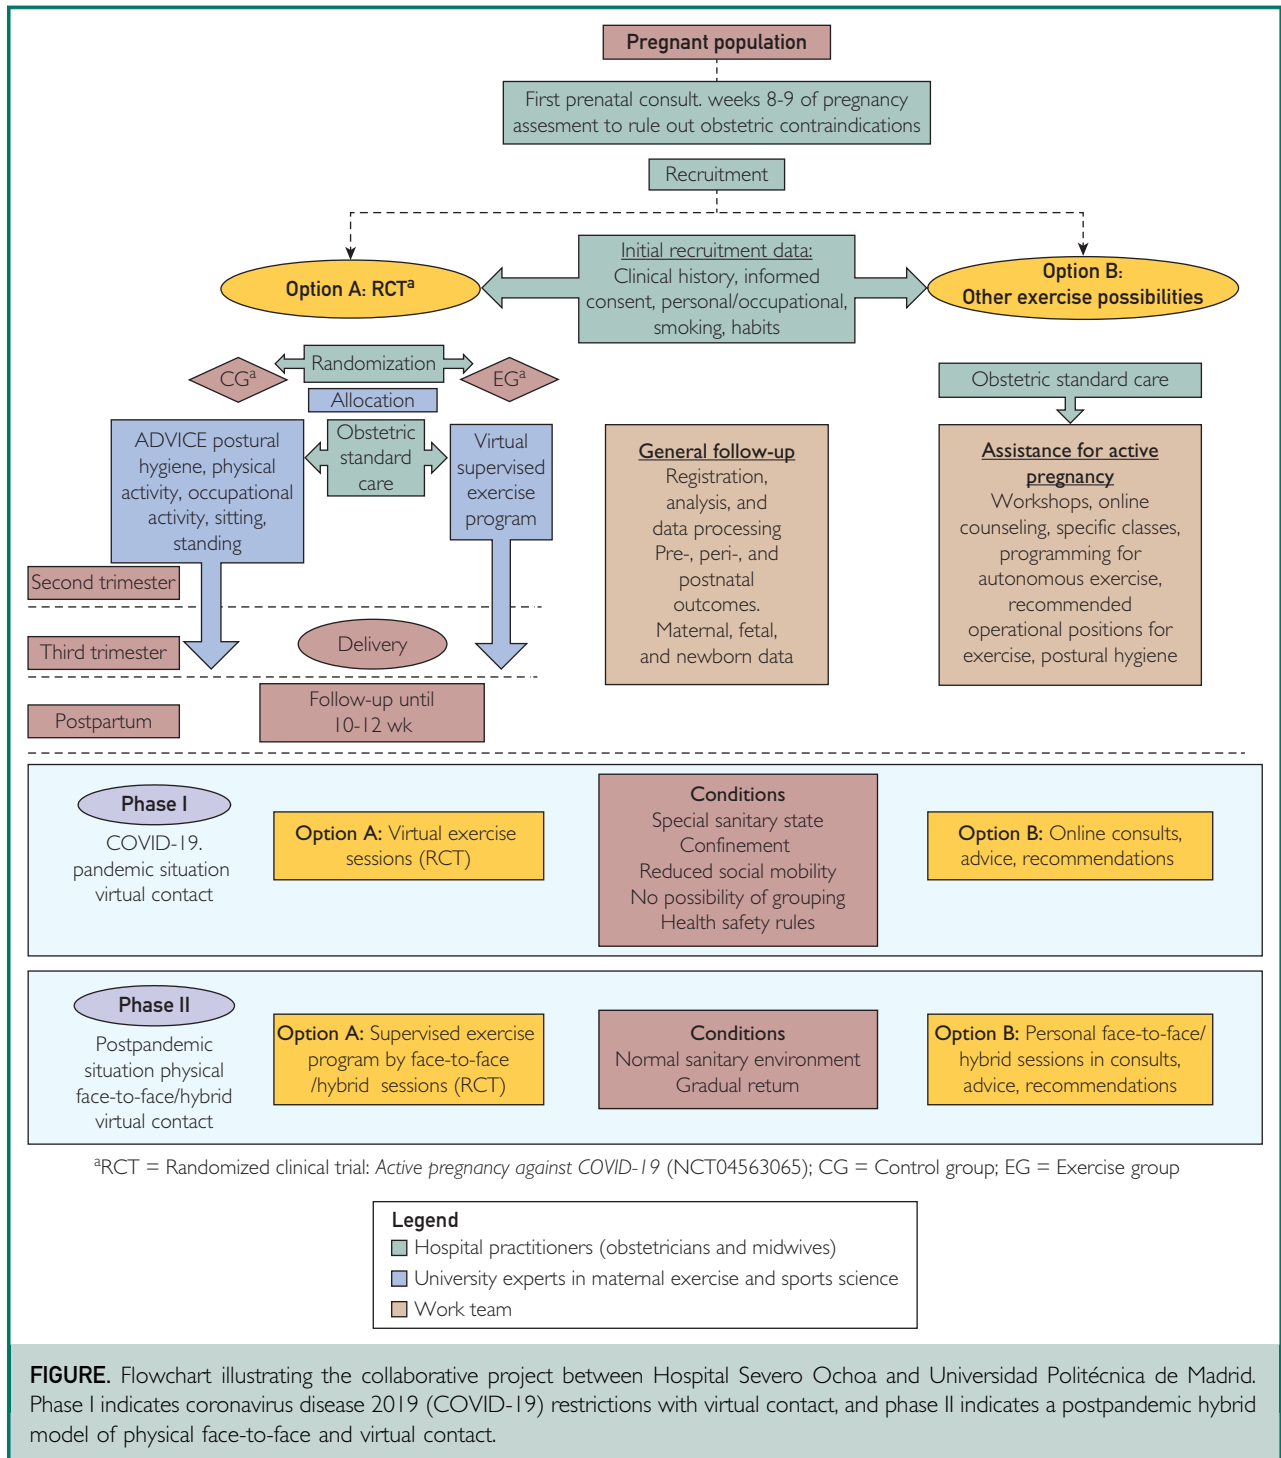 Pregnant population
First prenatal consult. weeks 8-9 of pregnancy
assesment to rule out obstetric contraindications
Recruitment
Initial recruitment data:
Clinical history, informed
consent, personal/occupational,
smoking, habits
Option A: RCTa
Option B:
Other exercise possibilities
CGa
Randomization
EGa
Allocation
Obstetric standard care
ADVICE postural
hygiene, physical
activity, occupational
activity, sitting,
standing
Obstetric
standard
care
Virtual
supervised
exercise
program
General follow-up
Registration,
analysis, and
data processing
Pre-, peri-, and
postnatal
outcomes.
Maternal, fetal,
and newborn data
Assistance for active
pregnancy
Workshops, online
counseling, specific classes,
programming for
autonomous exercise,
recommended
operational positions for
exercise, postural hygiene
Second trimester
Third trimester
Delivery
Postpartum
Follow-up until
10-12 wk
Phase I
COVID-19.
pandemic situation
virtual contact
Option A: Virtual exercise
sessions (RCT)
Conditions
Special sanitary state
Confinement
Reduced social mobility
No possibility of grouping
Health safety rules
Option B: Online consults,
advice, recommendations
Phase II
Postpandemic
situation physical
face-to-face/hybrid
virtual contact
Option A: Supervised exercise
program by face-to-face
/hybrid sessions (RCT)
Conditions
Normal sanitary environment
Gradual return
Option B: Personal face-to-face/
hybrid sessions in consults,
advice, recommendations
aRCT = Randomized clinical trial: Active pregnancy against COVID-19 (NCT04563065); CG = Control group; EG = Exercise group
Legend
Hospital practitioners (obstetricians and midwives)
University experts in maternal exercise and sports science
Work team
FIGURE. Flowchart illustrating the collaborative project between Hospital Severo Ochoa and Universidad Politécnica de Madrid.
Phase I indicates coronavirus disease 2019 (COVID-19) restrictions with virtual contact, and phase II indicates a postpandemic hybrid
model of physical face-to-face and virtual contact.